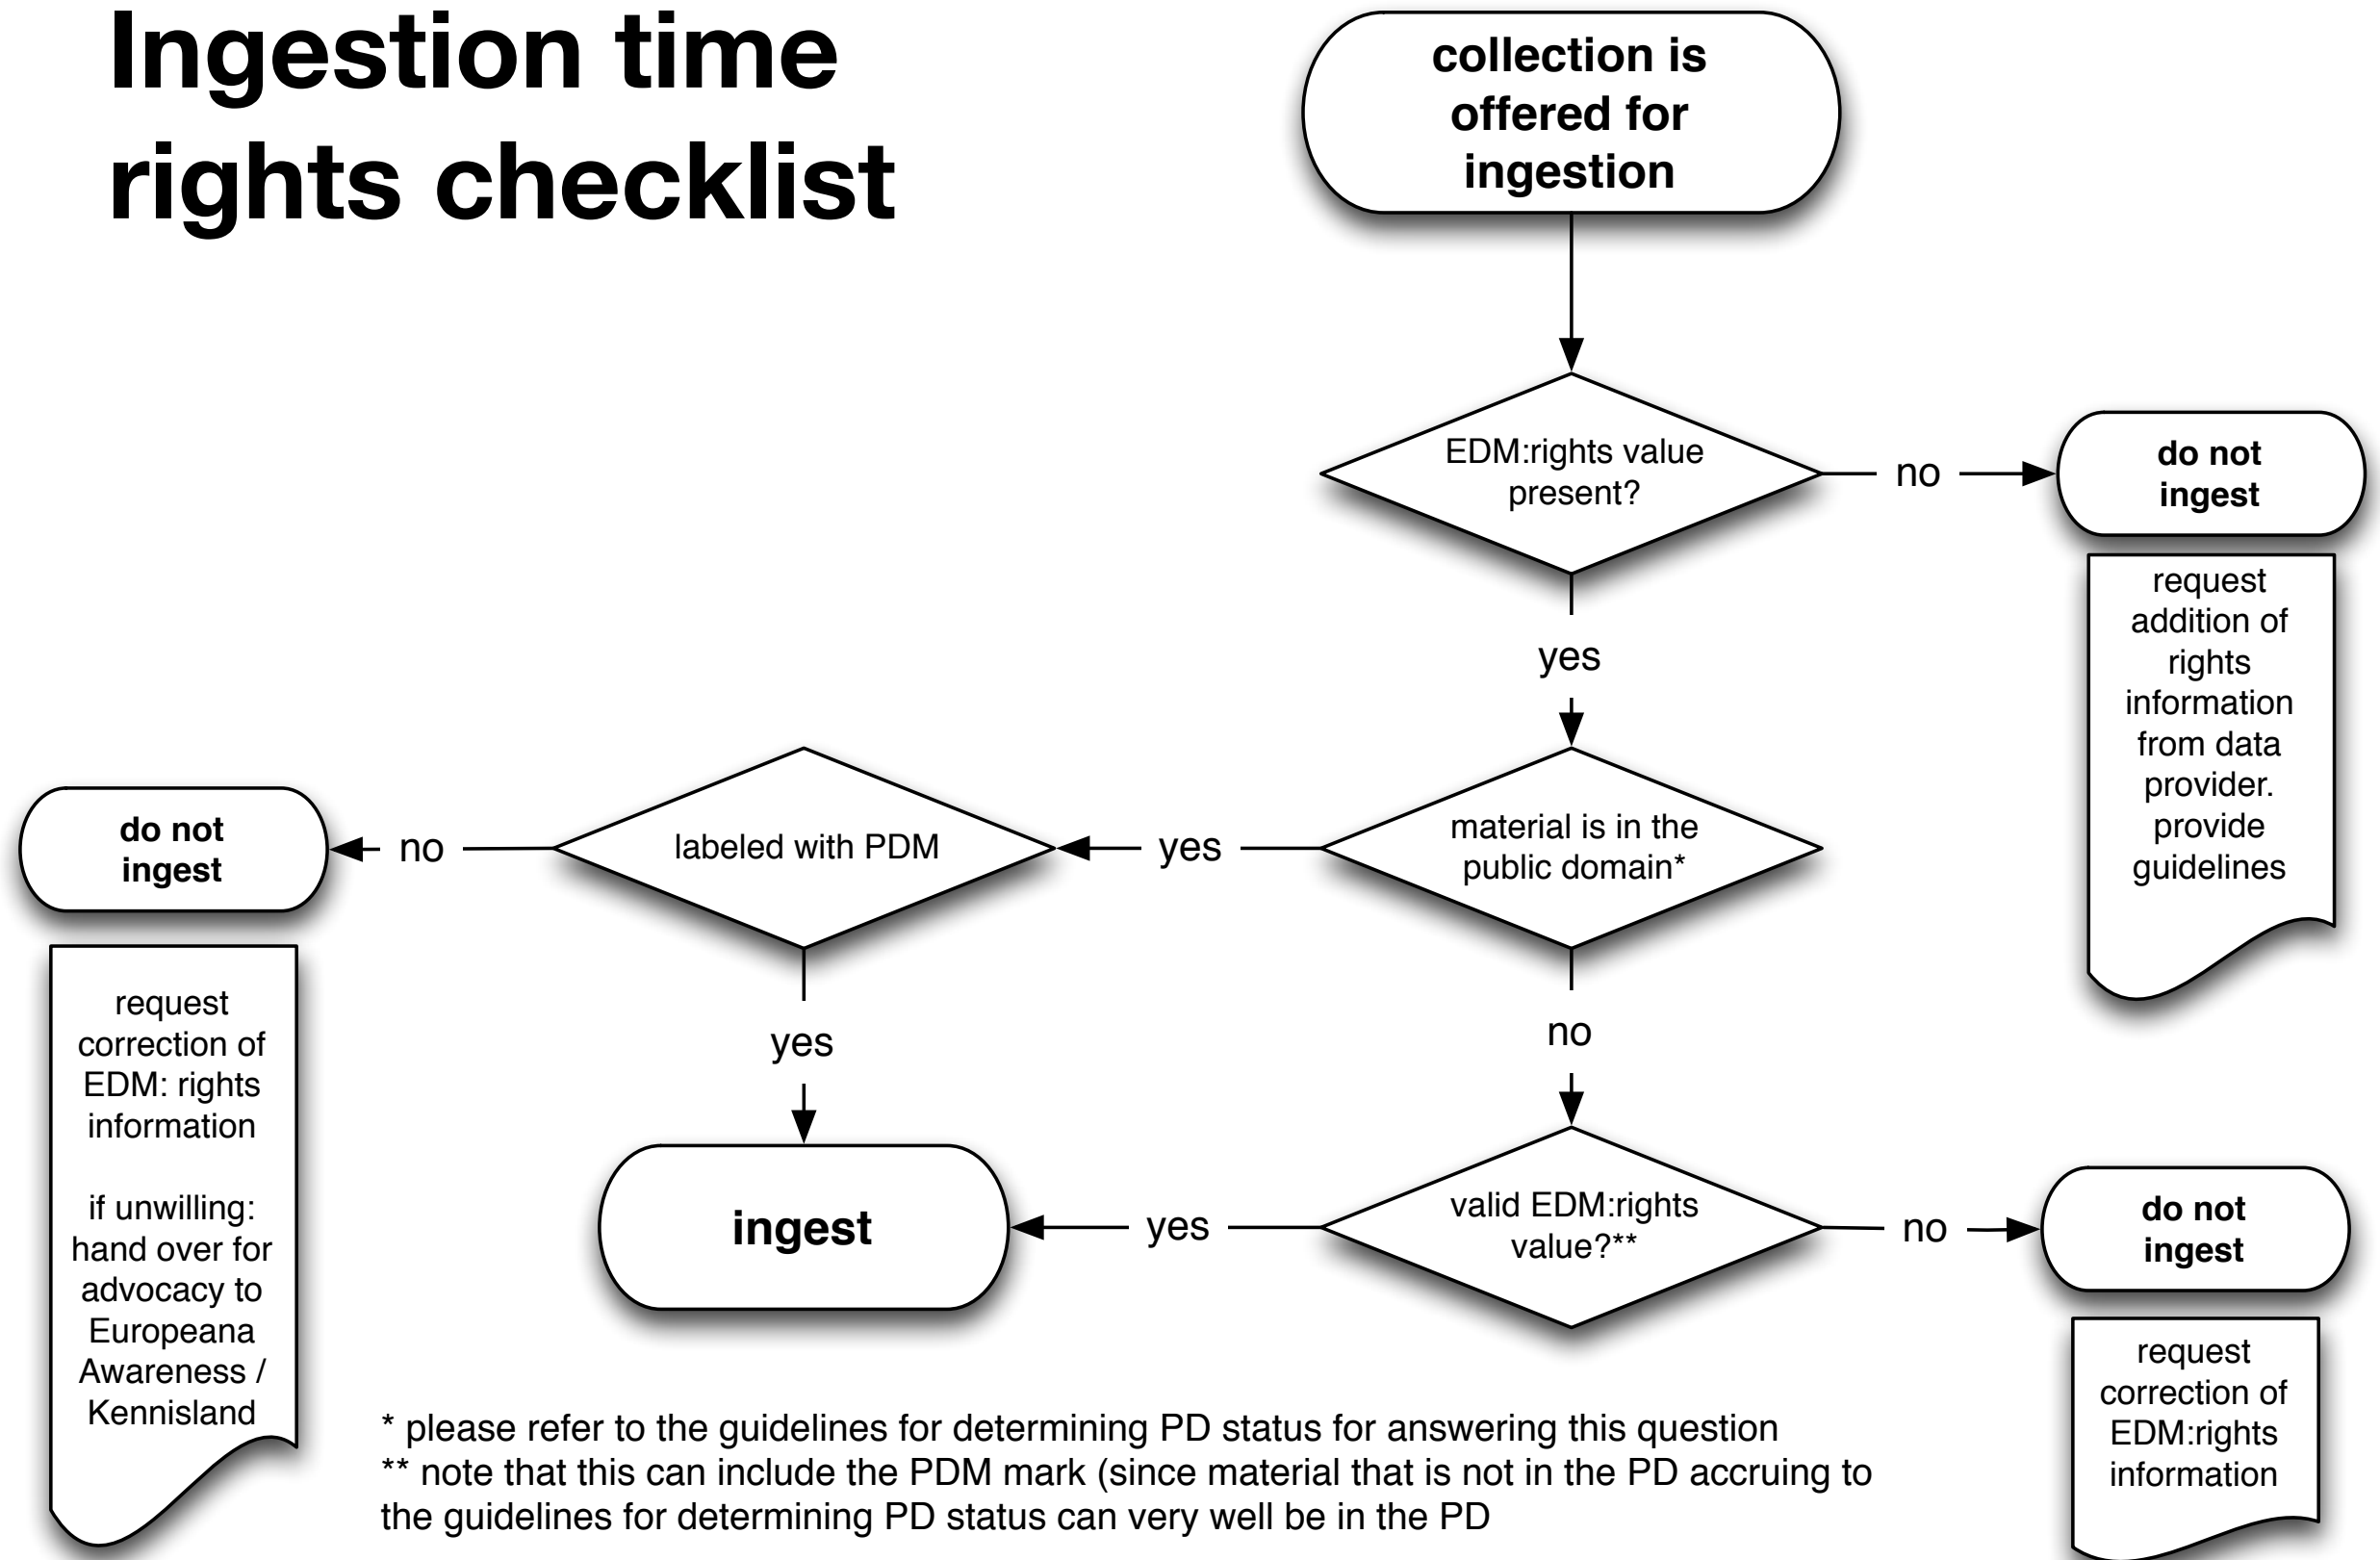 Ingestion time
rights checklist
collection is
offered for
ingestion
EDM:rights value
present?
no
do not
ingest
request
addition of
rights
information
from data
provider.
provide
guidelines
yes
material is in the
public domain*
yes
labeled with PDM
no
do not
ingest
request
correction of
EDM: rights
information
if unwilling:
hand over for
advocacy to
Europeana
Awareness /
Kennisland
yes
ingest
no
valid EDM:rights
value?**
yes
no
do not
ingest
request
correction of
EDM:rights
information
* please refer to the guidelines for determining PD status for answering this question
** note that this can include the PDM mark (since material that is not in the PD accruing to
the guidelines for determining PD status can very well be in the PD